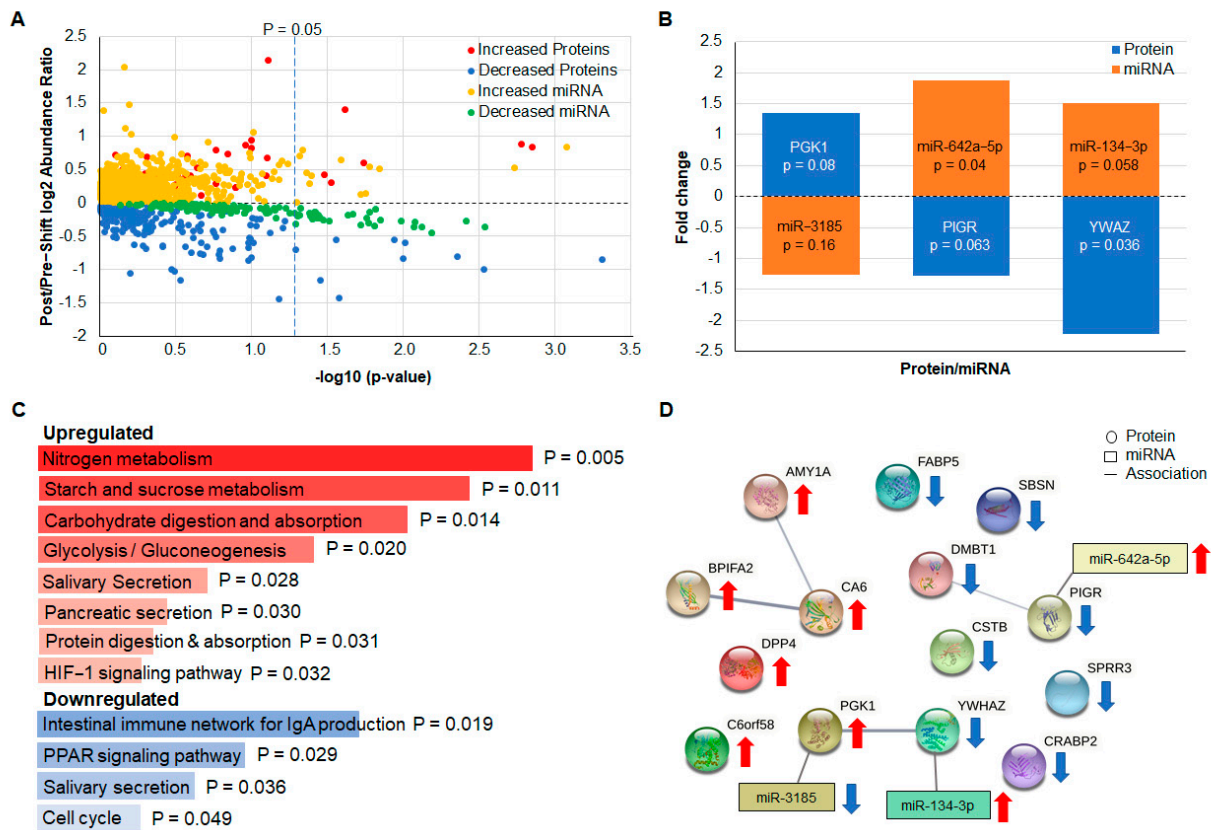 A
P = 0.05
Post/Pre–Shift log2 Abundance Ratio
2.5
2
1.5
1
0.5
0
-0.5
-1
-1.5
-2
Increased Proteins
Decreased Proteins
Increased miRNA
Decreased miRNA
0
0.5
1.0
1.5
2.0
2.5
3.0
3.5
-log10 (p-value)
B
Fold change
2.5
2
1.5
1
0.5
0
-0.5
-1
-1.5
-2
-2.5
Protein
miRNA
PGK1
p = 0.08
miR–3185
p = 0.16
miR–642a–5p
p = 0.04
PIGR
p = 0.063
miR–134–3p
p = 0.058
YWAZ
p = 0.036
Protein/miRNA
C
Upregulated
Nitrogen metabolism P = 0.005
Starch and sucrose metabolism P = 0.011
Carbohydrate digestion and absorption P = 0.014
Glycolysis / Gluconeogenesis P = 0.020
Salivary Secretion P = 0.028
Pancreatic secretion P = 0.030
Protein digestion & absorption P = 0.031
HIF–1 signaling pathway P = 0.032
Downregulated
Intestinal immune network for IgA production P = 0.019
PPAR signaling pathway P = 0.029
Salivary secretion P = 0.036
Cell cycle P = 0.049
D
Protein
miRNA
Association
AMY1A
FABP5
SBSN
DMBT1
miR-642a-5p
BPIFA2
CA6
PIGR
CSTB
DPP4
SPRR3
PGK1
YWHAZ
C6orf58
CRABP2
miR-3185
miR-134-3p